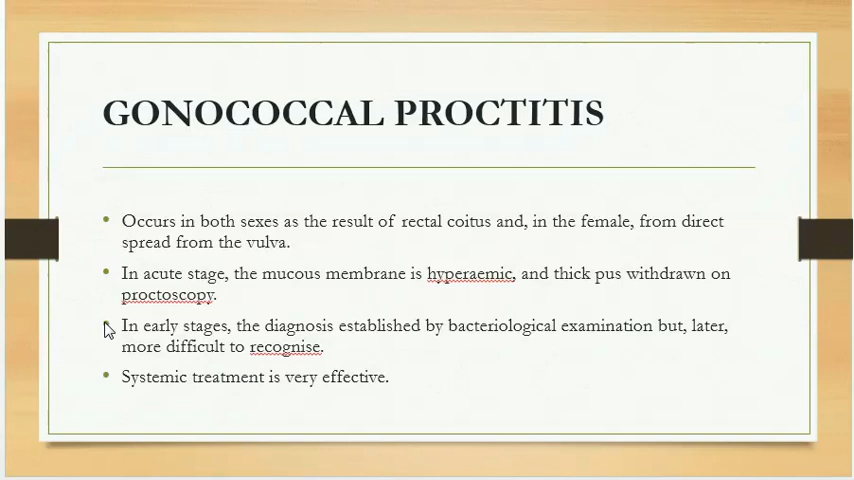 GONOCOCCAL PROCTITIS
• Occurs in both sexes as the result of rectal coitus and, in the female, from direct
spread from the vulva.
• In acute stage, the mucous membrane is hyperaemic, and thick pus withdrawn on
proctoscopy.
• In early stages, the diagnosis established by bacteriological examination but, later,
more difficult to recognise.
• Systemic treatment is very effective.